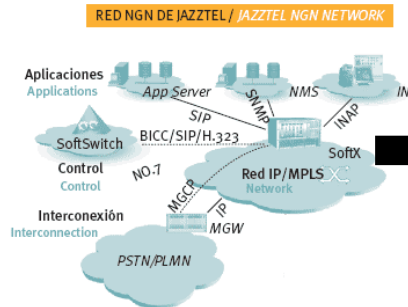 RED NGN DE JAZZTEL / JAZZTEL NGN NETWORK
Aplicaciones
Applications
App Server
NMS
IN
SIP
SNMP
INAP
BICC/SIP/H.323
SoftSwitch
SoftX
Control
Control
NO.7
Red IP/MPLS
Network
MGCP
IP
Interconexión
Interconnection
MGW
PSTN/PLMN